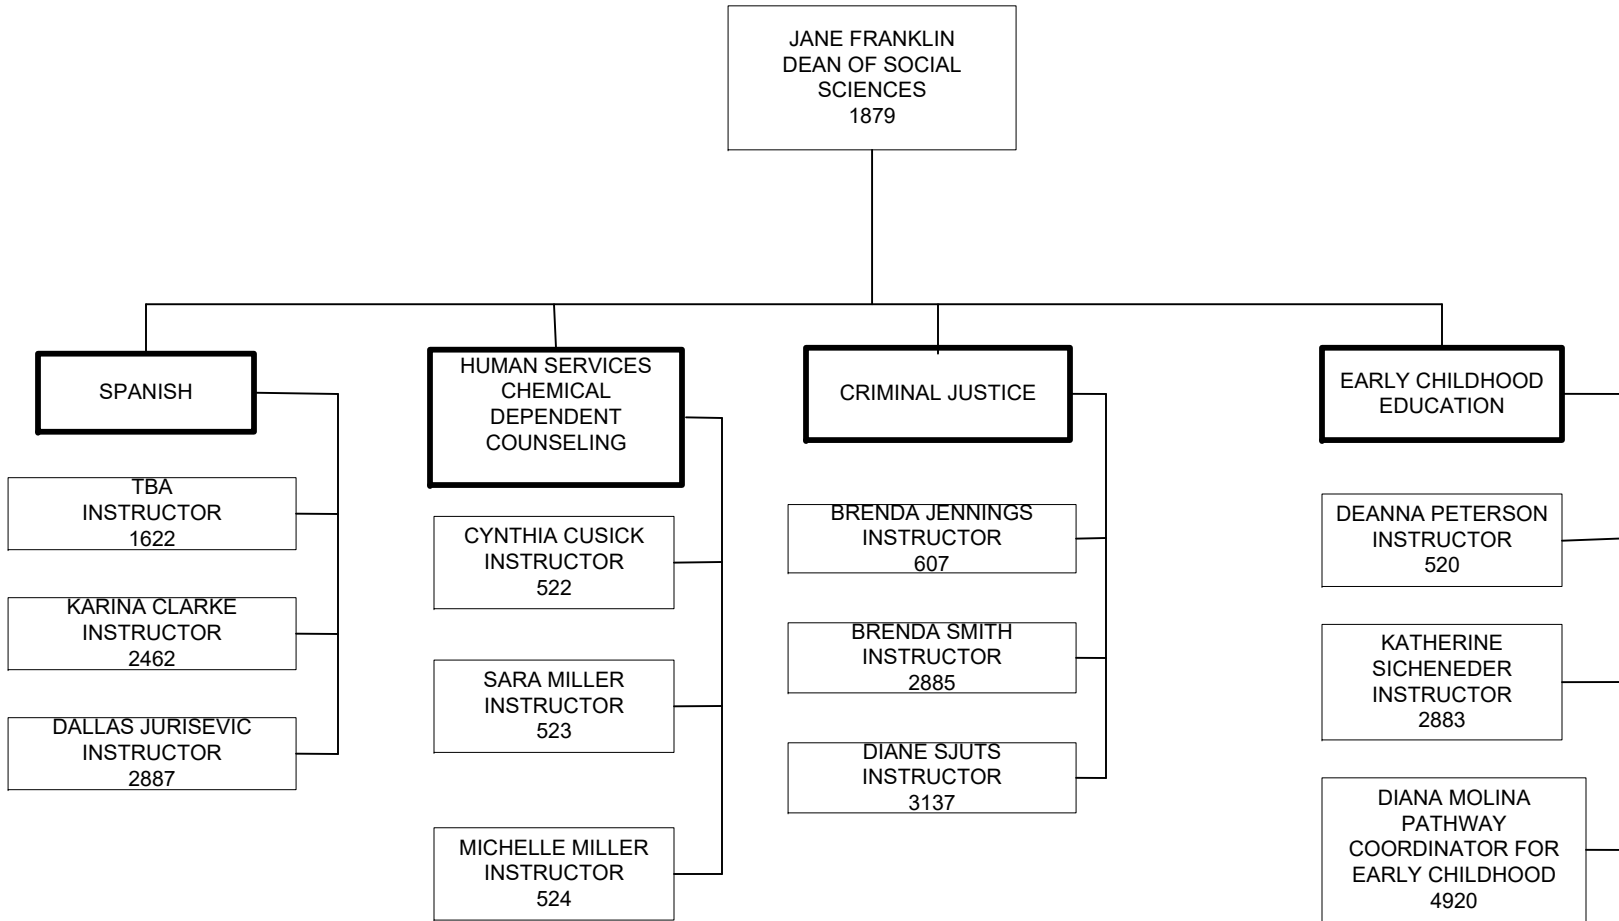 JANE FRANKLIN
DEAN OF SOCIAL
SCIENCES
1879
SPANISH
TBA
INSTRUCTOR
1622
KARINA CLARKE
INSTRUCTOR
2462
DALLAS JURISEVIC
INSTRUCTOR
2887
HUMAN SERVICES
CHEMICAL
DEPENDENT
COUNSELING
CYNTHIA CUSICK
INSTRUCTOR
522
SARA MILLER
INSTRUCTOR
523
MICHELLE MILLER
INSTRUCTOR
524
CRIMINAL JUSTICE
BRENDA JENNINGS
INSTRUCTOR
607
BRENDA SMITH
INSTRUCTOR
2885
DIANE SJUTS
INSTRUCTOR
3137
EARLY CHILDHOOD
EDUCATION
DEANNA PETERSON
INSTRUCTOR
520
KATHERINE
SICHENEDER
INSTRUCTOR
2883
DIANA MOLINA
PATHWAY
COORDINATOR FOR
EARLY CHILDHOOD
4920